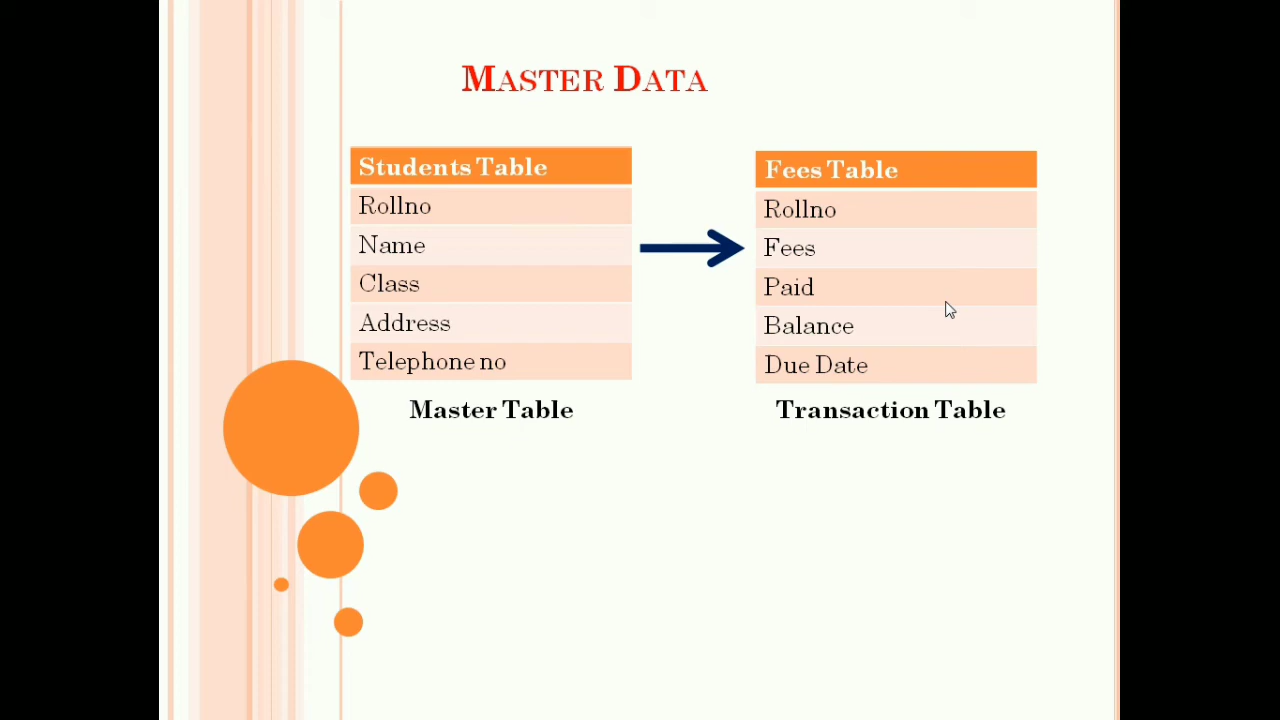 MASTER DATA
Students Table
Rollno
Name
Class
Address
Telephone no
Master Table
Fees Table
Rollno
Fees
Paid
Balance
Due Date
Transaction Table